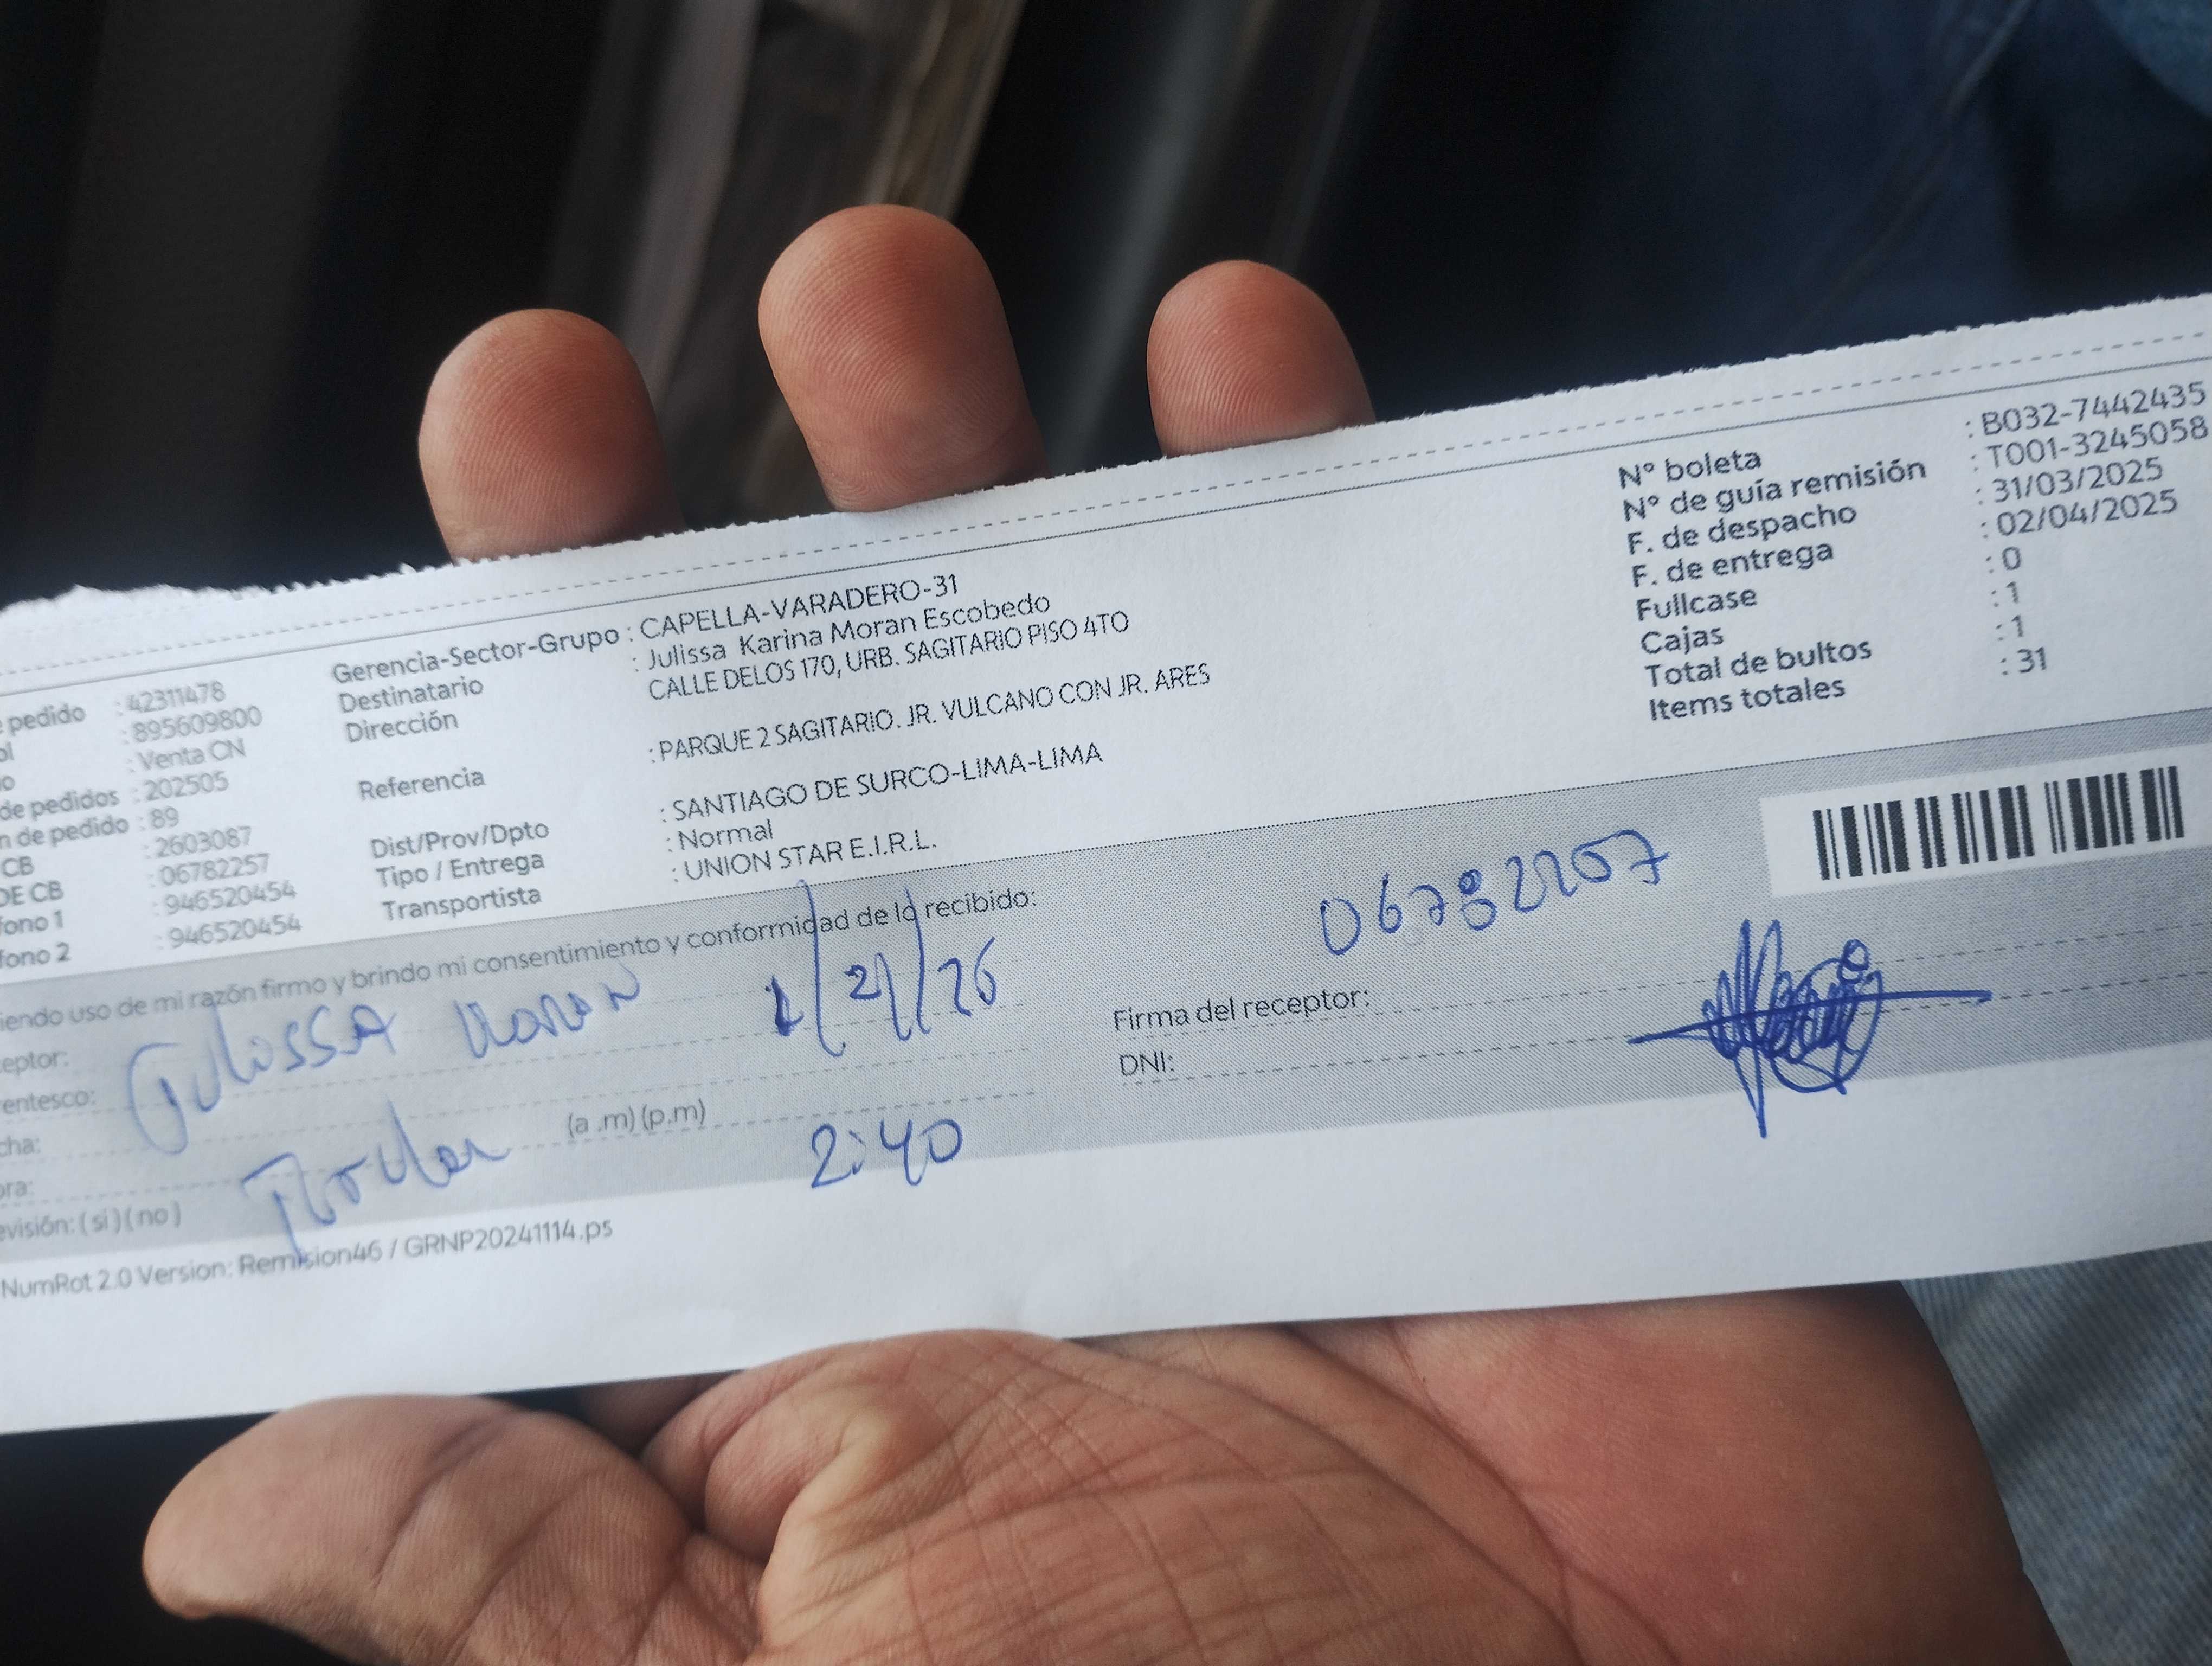 pedido : 42311478
: 895609800
: Venta CN
de pedidos : 202505
n de pedido : 89
CB : 2603087
DE CB : 06782257
fono 1 : 946520454
fono 2 : 946520454
Gerencia-Sector-Grupo : CAPELLA-VARADERO-31
Destinatario : Julissa Karina Moran Escobedo
Dirección CALLE DELOS 170, URB. SAGITARIO PISO 4TO
Referencia : PARQUE 2 SAGITARIO. JR. VULCANO CON JR. ARES
Dist/Prov/Dpto : SANTIAGO DE SURCO-LIMA-LIMA
Tipo / Entrega : Normal
Transportista : UNION STAR E.I.R.L.
N° boleta : B032-7442435
N° de guía remisión : T001-3245058
F. de despacho : 31/03/2025
F. de entrega : 02/04/2025
Fullcase : 0
Cajas : 1
Total de bultos : 1
Items totales : 31
iendo uso de mi razón firmo y brindo mi consentimiento y conformidad de lo recibido:
eptor: Julissa Moran
entesco:
cha:
ora: (a .m) (p.m) 2:40
evisión: ( si ) ( no )
06782257
Firma del receptor:
DNI:
NumRot 2.0 Version: Remision46 / GRNP20241114.ps